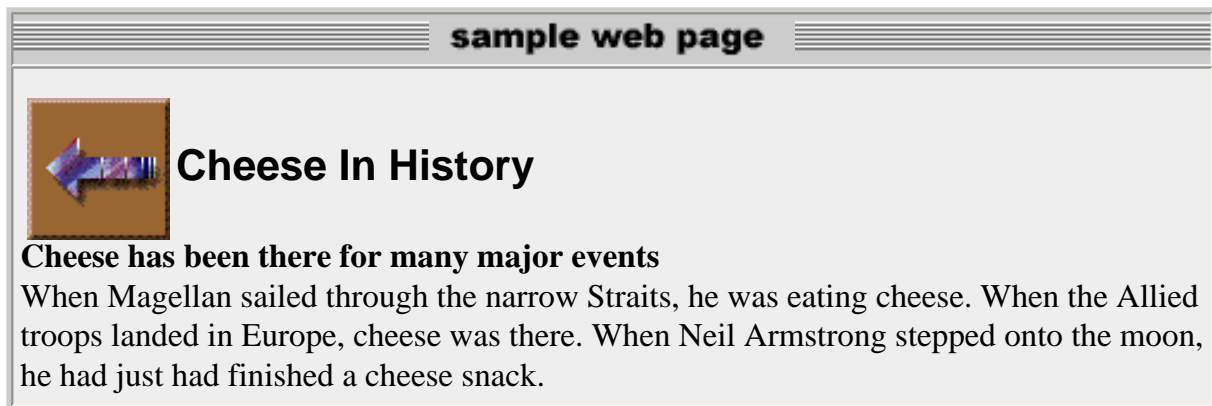 sample web page
Cheese In History
Cheese has been there for many major events
When Magellan sailed through the narrow Straits, he was eating cheese. When the Allied
troops landed in Europe, cheese was there. When Neil Armstrong stepped onto the moon,
he had just had finished a cheese snack.